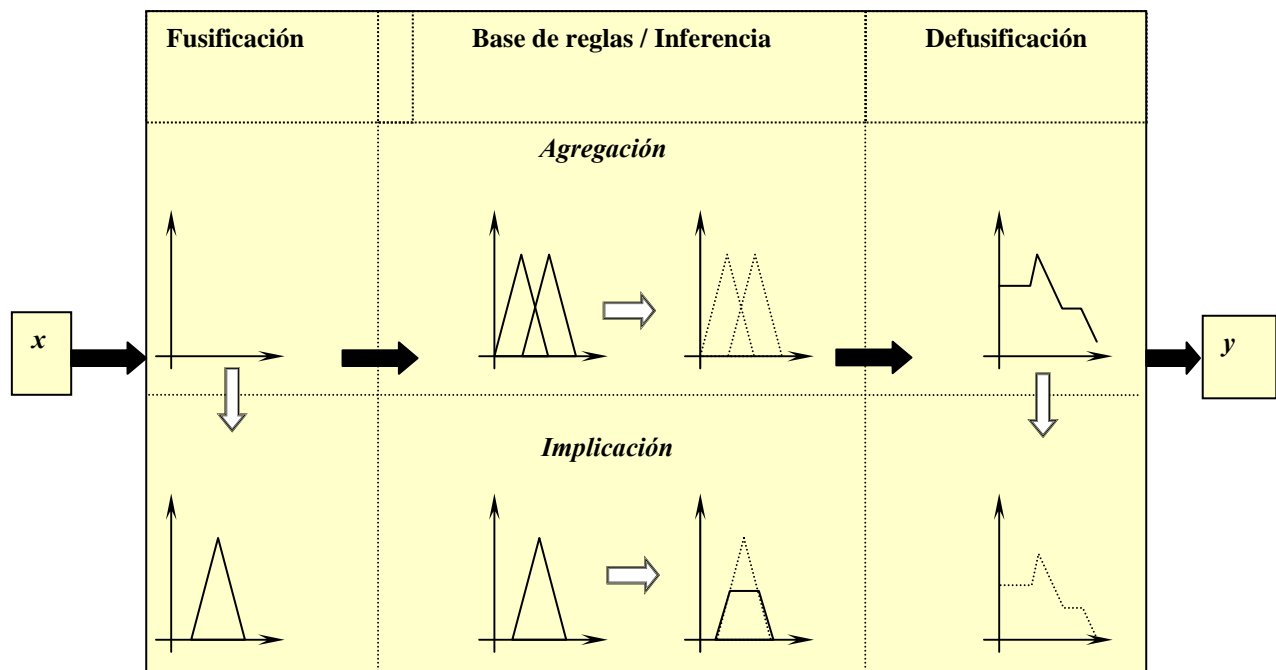 Fusificación
Base de reglas / Inferencia
Defusificación
Agregación
x
y
Implicación